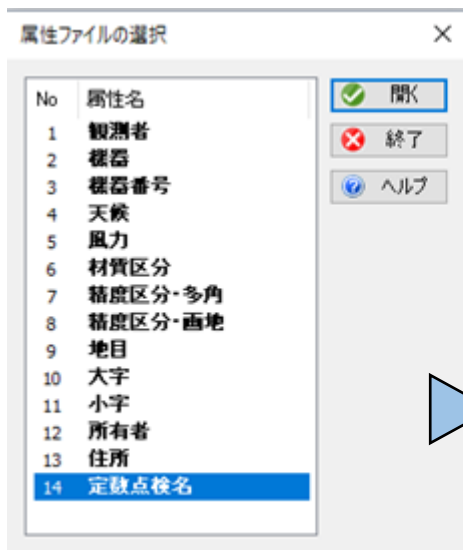 属性ファイルの選択
No 属性名
1 観測者
2 機器
3 機器番号
4 天候
5 風力
6 材質区分
7 精度区分・多角
8 精度区分・画地
9 地目
10 大字
11 小字
12 所有者
13 住所
14 定数点検名
開く
終了
ヘルプ